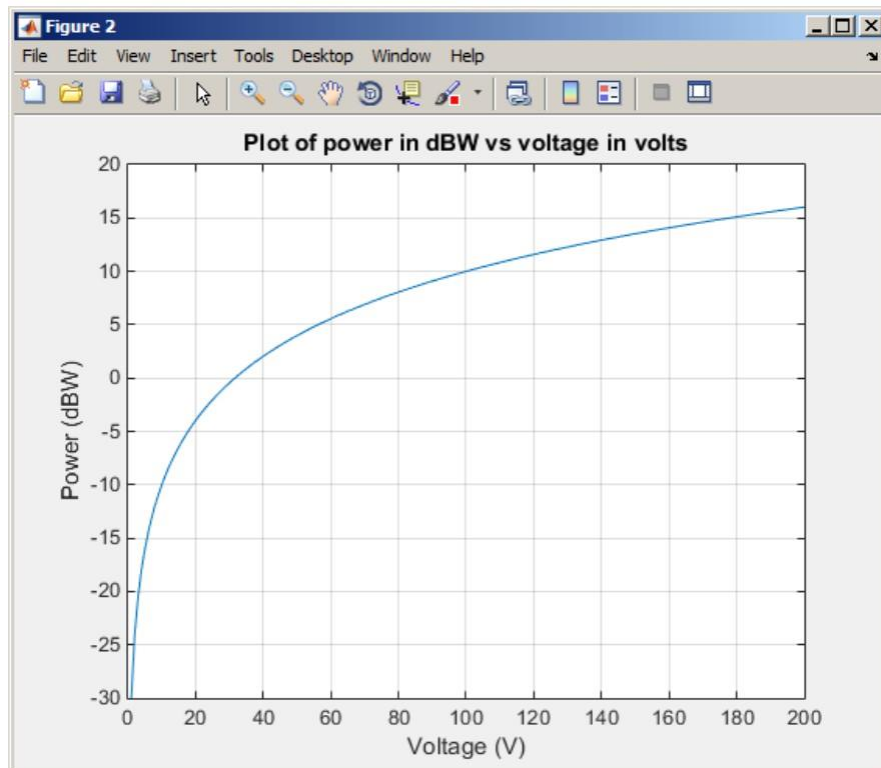 Figure 2
File Edit View Insert Tools Desktop Window Help
Plot of power in dBW vs voltage in volts
20
15
10
5
0
-5
-10
-15
-20
-25
-30
Power (dBW)
0 20 40 60 80 100 120 140 160 180 200
Voltage (V)